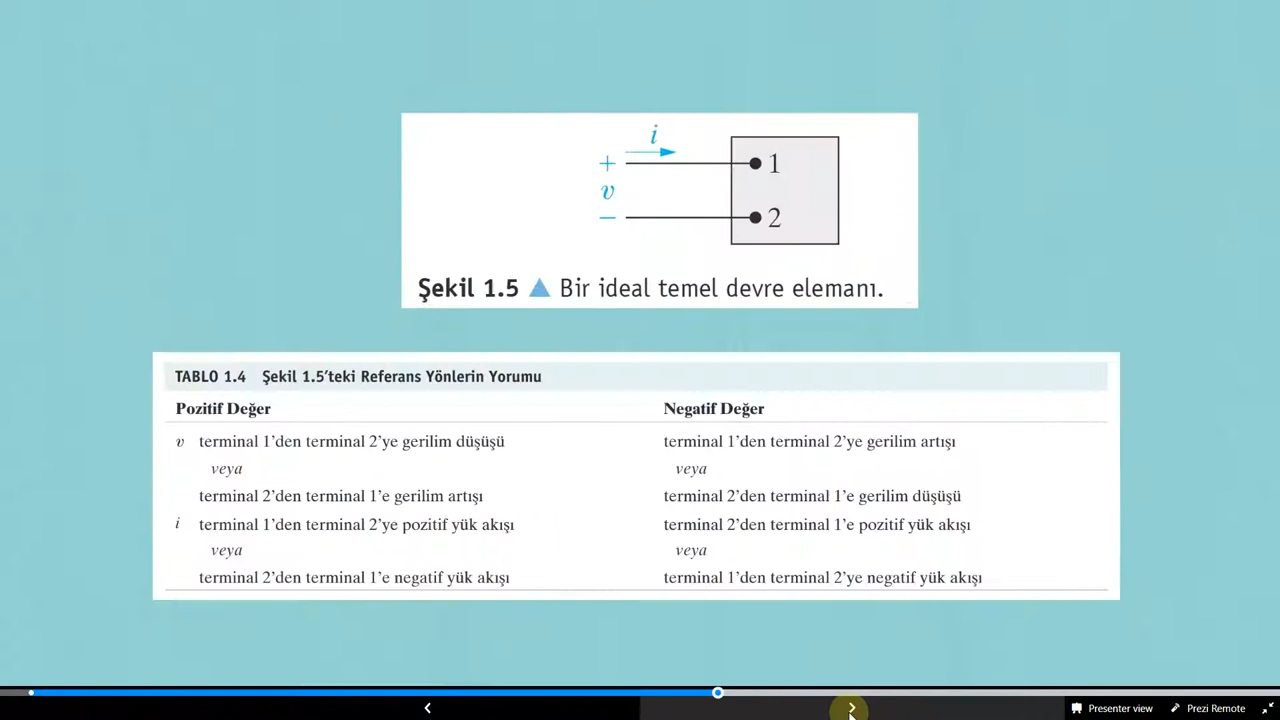 i
+
v
−
1
2
Şekil 1.5 ▲ Bir ideal temel devre elemanı.
TABLO 1.4 Şekil 1.5’teki Referans Yönlerin Yorumu
Pozitif Değer Negatif Değer
v terminal 1’den terminal 2’ye gerilim düşüşü terminal 1’den terminal 2’ye gerilim artışı
veya veya
terminal 2’den terminal 1’e gerilim artışı terminal 2’den terminal 1’e gerilim düşüşü
i terminal 1’den terminal 2’ye pozitif yük akışı terminal 2’den terminal 1’e pozitif yük akışı
veya veya
terminal 2’den terminal 1’e negatif yük akışı terminal 1’den terminal 2’ye negatif yük akışı
Presenter view Prezi Remote